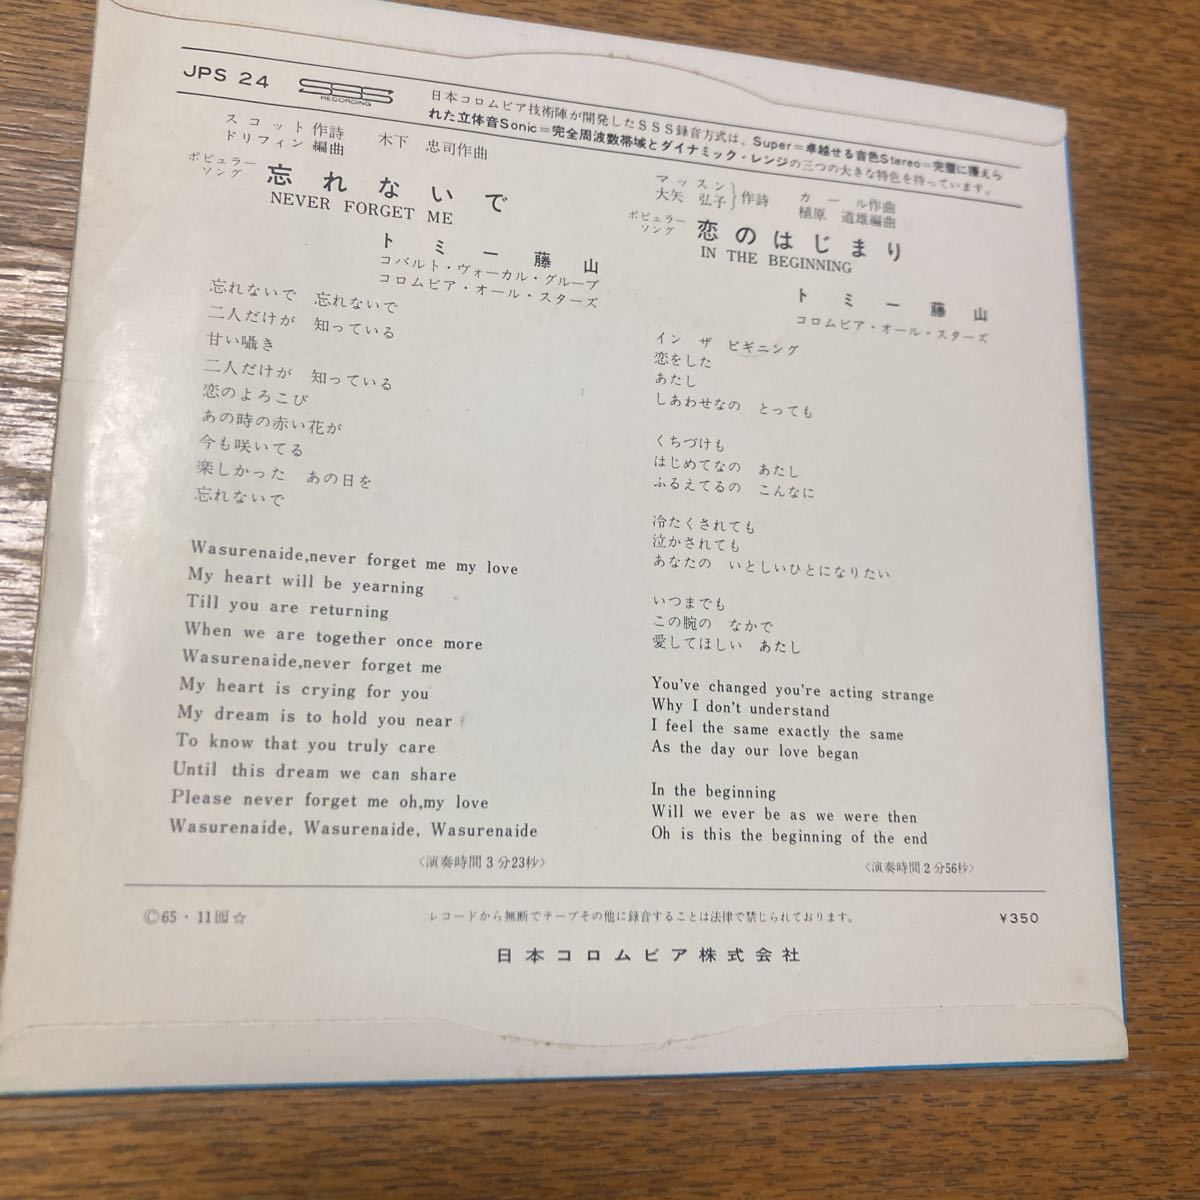 JPS 24
SSS
RECORDING
日本コロムビア技術陣が開発したSSS録音方式は、Super＝卓越せる音色Stereo＝完璧に獲えら
れた立体音Sonic＝完全周波数帯域とダイナミック・レンジの三つの大きな特色を持っています。
スコット作詩
ドリフィン編曲
木下 忠司作曲
ポピュラー
ソング
忘れないで
NEVER FORGET ME
トミー藤山
コバルト・ヴォーカル・グループ
コロムビア・オール・スターズ
忘れないで 忘れないで
二人だけが 知っている
甘い囁き
二人だけが 知っている
恋のよろこび
あの時の赤い花が
今も咲いてる
楽しかった あの日を
忘れないで
Wasurenaide,never forget me my love
My heart will be yearning
Till you are returning
When we are together once more
Wasurenaide,never forget me
My heart is crying for you
My dream is to hold you near
To know that you truly care
Until this dream we can share
Please never forget me oh,my love
Wasurenaide, Wasurenaide, Wasurenaide
〈演奏時間3分23秒〉
マッスン
大矢 弘子
}作詩
カール作曲
植原 道雄編曲
ポピュラー
ソング
恋のはじまり
IN THE BEGINNING
トミー藤山
コロムビア・オール・スターズ
イン ザ ビギニング
恋をした
あたし
しあわせなの とっても
くちづけも
はじめてなの あたし
ふるえてるの こんなに
冷たくされても
泣かされても
あなたの いとしいひとになりたい
いつまでも
この腕の なかで
愛してほしい あたし
You've changed you're acting strange
Why I don't understand
I feel the same exactly the same
As the day our love began
In the beginning
Will we ever be as we were then
Oh is this the beginning of the end
〈演奏時間2分56秒〉
©65・11 ☆
レコードから無断でテープその他に録音することは法律で禁じられております。
￥350
日本コロムビア株式会社